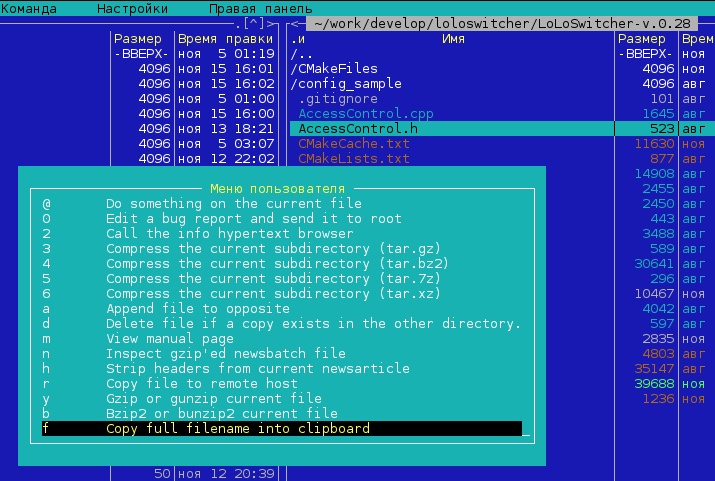 Команда Настройки Правая панель
.[^]> <─ ~/work/develop/loloswitcher/LoLoSwitcher-v.0.28
Размер Время правки .и Имя Размер Врем
-ВВЕРХ- ноя 5 01:19 /.. -ВВЕРХ- ноя
4096 ноя 15 16:01 /CMakeFiles 4096 ноя
4096 ноя 15 16:02 /config_sample 4096 авг
4096 ноя 5 01:00 .gitignore 101 авг
4096 ноя 15 16:00 AccessControl.cpp 1645 авг
4096 ноя 13 18:21 AccessControl.h 523 авг
4096 ноя 5 03:07 CMakeCache.txt 11630 ноя
4096 ноя 12 22:02 CMakeLists.txt 877 авг
14908 авг
Меню пользователя 2455 авг
@ Do something on the current file 2450 авг
0 Edit a bug report and send it to root 443 авг
2 Call the info hypertext browser 3488 авг
3 Compress the current subdirectory (tar.gz) 589 авг
4 Compress the current subdirectory (tar.bz2) 30641 авг
5 Compress the current subdirectory (tar.7z) 296 авг
6 Compress the current subdirectory (tar.xz) 10467 ноя
a Append file to opposite 4042 авг
d Delete file if a copy exists in the other directory. 597 авг
m View manual page 2835 ноя
n Inspect gzip'ed newsbatch file 4803 авг
h Strip headers from current newsarticle 35147 авг
r Copy file to remote host 39688 ноя
y Gzip or gunzip current file 1236 ноя
b Bzip2 or bunzip2 current file
f Copy full filename into clipboard
50 ноя 12 20:39